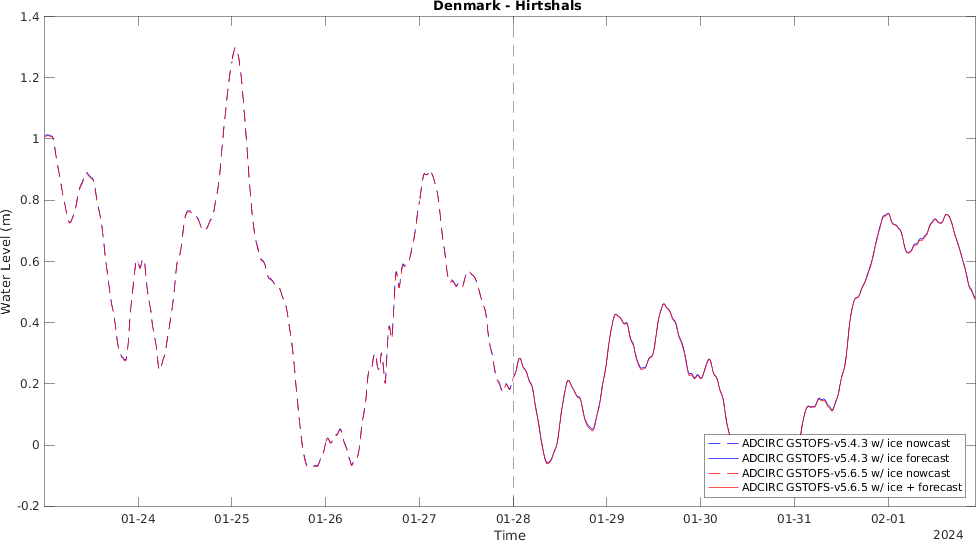 Denmark - Hirtshals
1.4
1.2
1
0.8
0.6
0.4
0.2
0
-0.2
Water Level (m)
ADCIRC GSTOFS-v5.4.3 w/ ice nowcast
ADCIRC GSTOFS-v5.4.3 w/ ice forecast
ADCIRC GSTOFS-v5.6.5 w/ ice nowcast
ADCIRC GSTOFS-v5.6.5 w/ ice + forecast
01-24 01-25 01-26 01-27 01-28 01-29 01-30 01-31 02-01
Time
2024